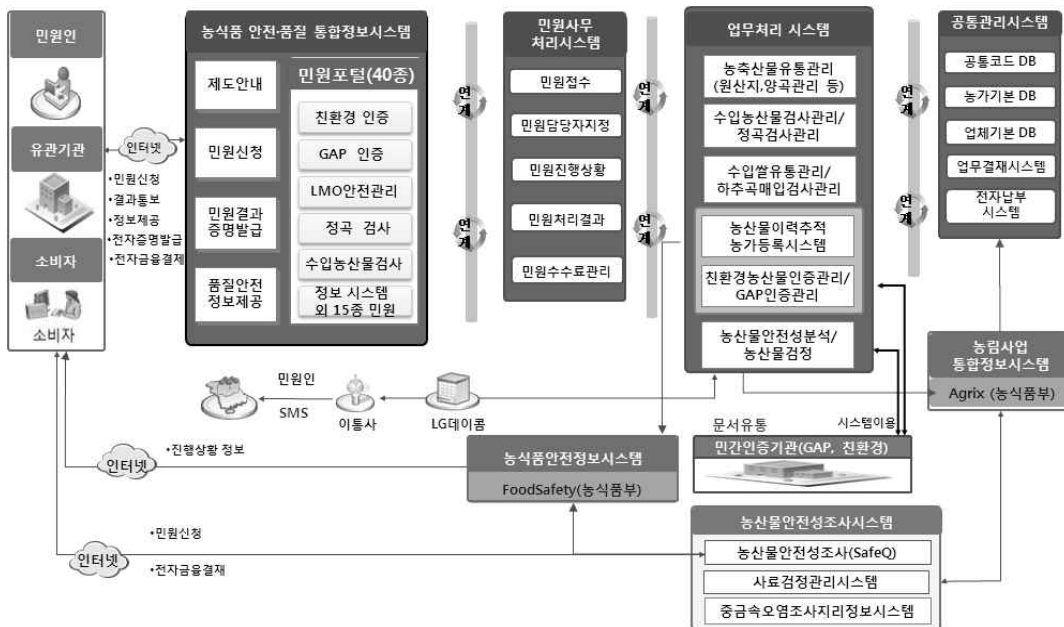 민원인
유관기관
소비자
소비자
인터넷
•민원신청
•결과통보
•정보제공
•전자증명발급
•전자금융결제
농식품 안전·품질 통합정보시스템
제도안내
민원신청
민원결과
증명발급
품질안전
정보제공
민원포털(40종)
친환경 인증
GAP 인증
LMO안전관리
정곡 검사
수입농산물검사
정보 시스템
외 15종 민원
연계
연계
민원사무
처리시스템
민원접수
민원담당자지정
민원진행상황
민원처리결과
민원수수료관리
연계
연계
업무처리 시스템
농축산물유통관리
(원산지,양곡관리 등)
수입농산물검사관리/
정곡검사관리
수입쌀유통관리/
하추곡매입검사관리
농산물이력추적
농가등록시스템
친환경농산물인증관리/
GAP인증관리
농산물안전성분석/
농산물검정
연계
연계
공통관리시스템
공통코드 DB
농가기본 DB
업체기본 DB
업무결재시스템
전자납부
시스템
농림사업
통합정보시스템
Agrix (농식품부)
민원인
SMS
이통사
LG데이콤
문서유통
시스템이용
민간인증기관(GAP, 친환경)
인터넷
•진행상황 정보
농식품안전정보시스템
FoodSafety(농식품부)
인터넷
•민원신청
•전자금융결재
농산물안전성조사시스템
농산물안전성조사(SafeQ)
사료검정관리시스템
중금속오염조사지리정보시스템